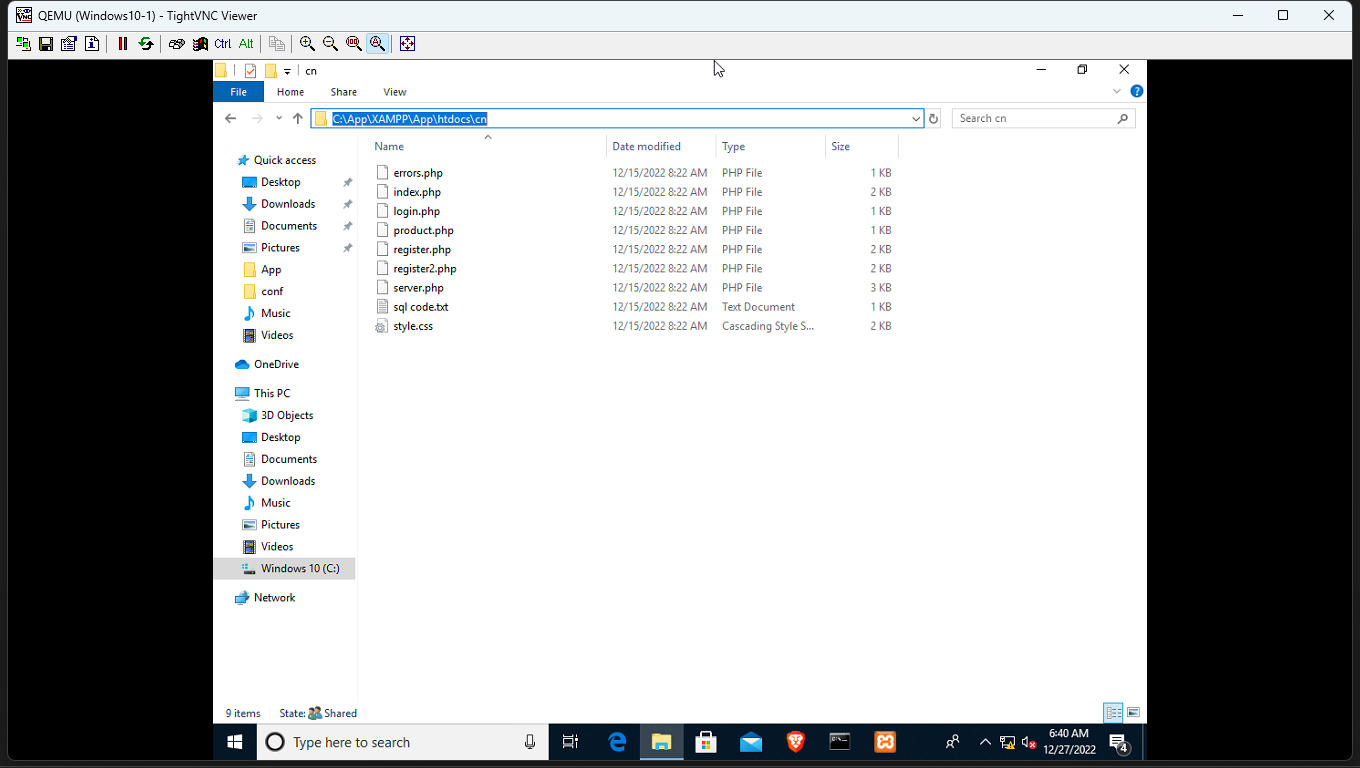 QEMU (Windows10-1) - TightVNC Viewer
Ctrl Alt
cn
File Home Share View
C:\App\XAMPP\App\htdocs\cn
Search cn
Name Date modified Type Size
errors.php 12/15/2022 8:22 AM PHP File 1 KB
index.php 12/15/2022 8:22 AM PHP File 2 KB
login.php 12/15/2022 8:22 AM PHP File 1 KB
product.php 12/15/2022 8:22 AM PHP File 1 KB
register.php 12/15/2022 8:22 AM PHP File 2 KB
register2.php 12/15/2022 8:22 AM PHP File 2 KB
server.php 12/15/2022 8:22 AM PHP File 3 KB
sql code.txt 12/15/2022 8:22 AM Text Document 1 KB
style.css 12/15/2022 8:22 AM Cascading Style S... 2 KB
Quick access
Desktop
Downloads
Documents
Pictures
App
conf
Music
Videos
OneDrive
This PC
3D Objects
Desktop
Documents
Downloads
Music
Pictures
Videos
Windows 10 (C:)
Network
9 items State: Shared
Type here to search
6:40 AM
12/27/2022
4